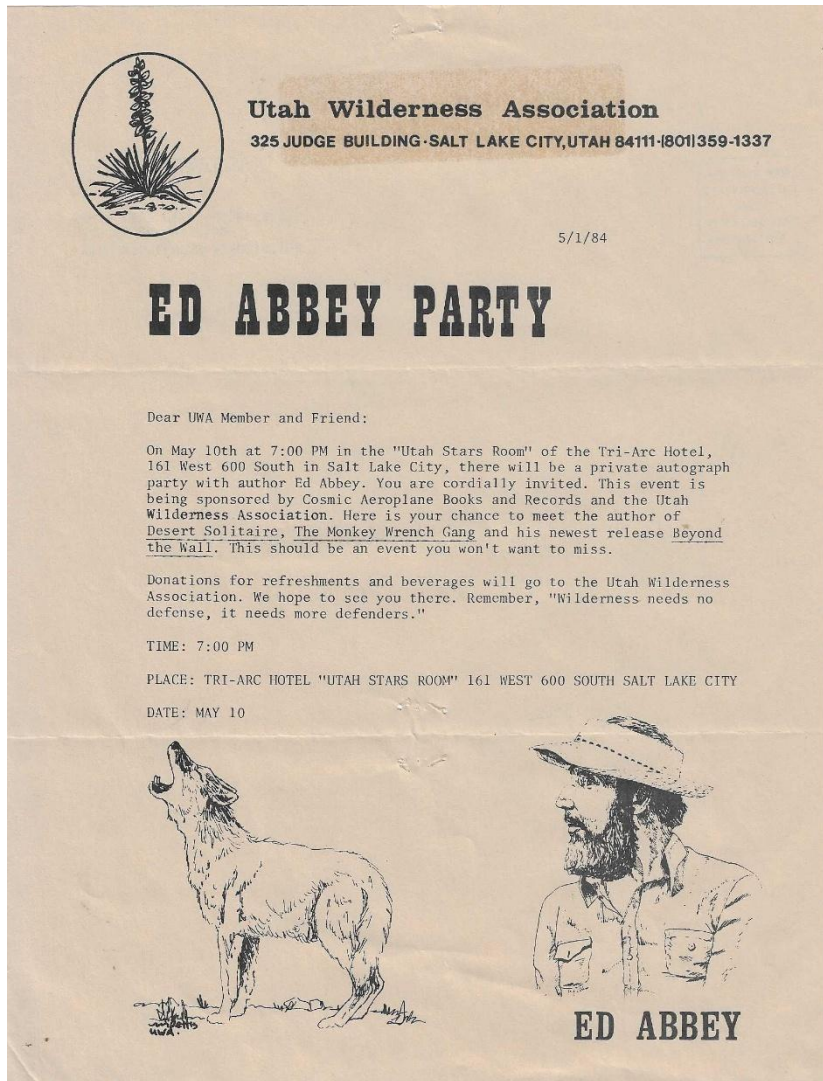 Utah Wilderness Association
325 JUDGE BUILDING·SALT LAKE CITY,UTAH 84111·(801)359-1337
5/1/84
ED ABBEY PARTY
Dear UWA Member and Friend:
On May 10th at 7:00 PM in the "Utah Stars Room" of the Tri-Arc Hotel,
161 West 600 South in Salt Lake City, there will be a private autograph
party with author Ed Abbey. You are cordially invited. This event is
being sponsored by Cosmic Aeroplane Books and Records and the Utah
Wilderness Association. Here is your chance to meet the author of
Desert Solitaire, The Monkey Wrench Gang and his newest release Beyond
the Wall. This should be an event you won't want to miss.
Donations for refreshments and beverages will go to the Utah Wilderness
Association. We hope to see you there. Remember, "Wilderness needs no
defense, it needs more defenders."
TIME: 7:00 PM
PLACE: TRI-ARC HOTEL "UTAH STARS ROOM" 161 WEST 600 SOUTH SALT LAKE CITY
DATE: MAY 10
UWA.
ED ABBEY